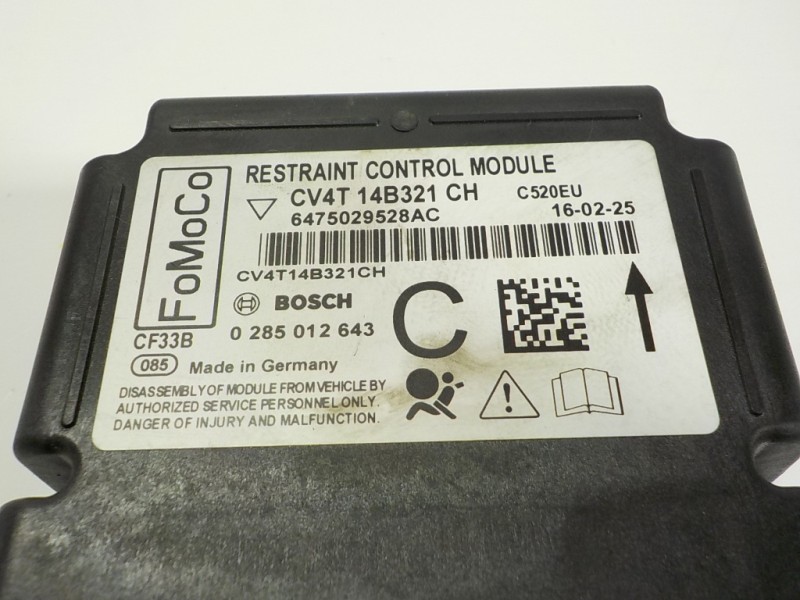 FoMoCo
RESTRAINT CONTROL MODULE
CV4T 14B321 CH C520EU
6475029528AC 16-02-25
CV4T14B321CH
BOSCH
C
CF33B 0 285 012 643
085 Made in Germany
DISASSEMBLY OF MODULE FROM VEHICLE BY
AUTHORIZED SERVICE PERSONNEL ONLY.
DANGER OF INJURY AND MALFUNCTION.